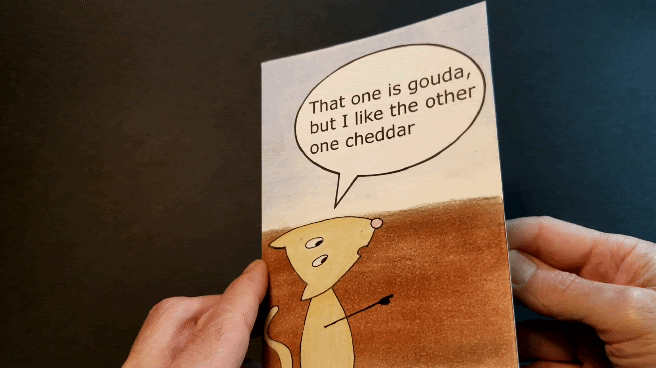 That one is gouda,
but I like the other
one cheddar